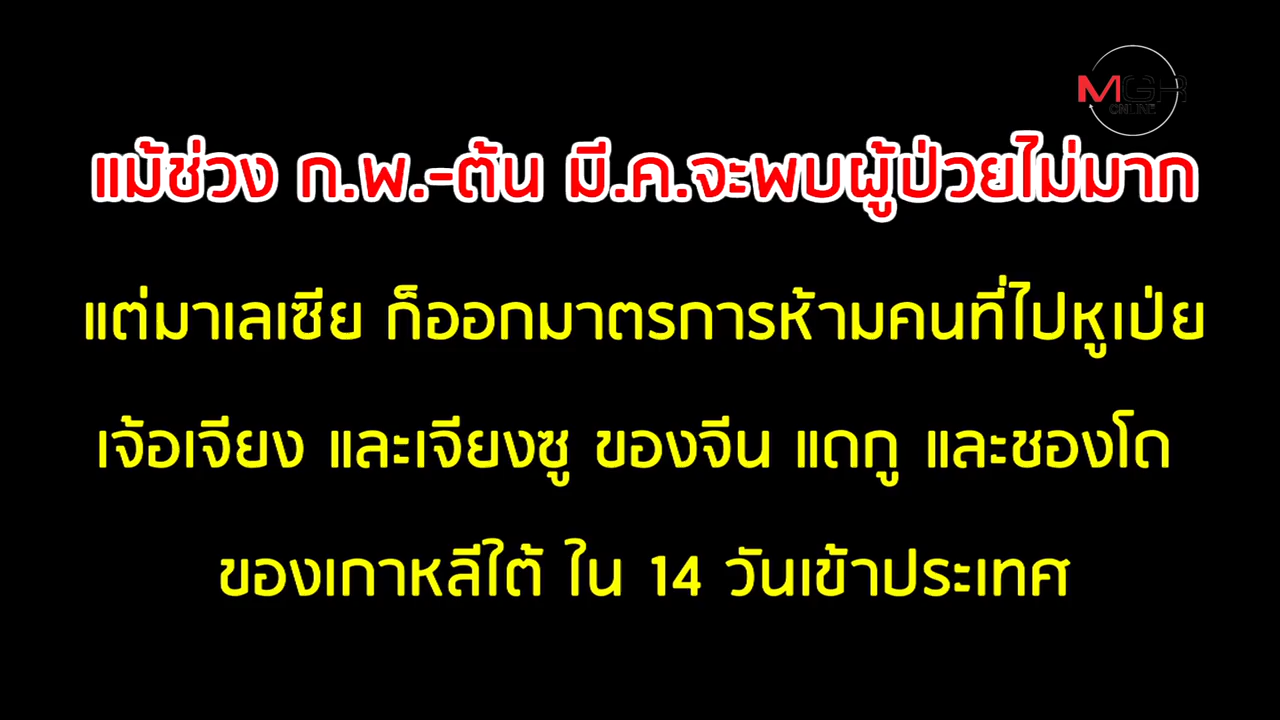 MGR
ONLINE
แม้ช่วง ก.พ.-ต้น มี.ค.จะพบผู้ป่วยไม่มาก
แต่มาเลเซีย ก็ออกมาตรการห้ามคนที่ไปหูเป่ย
เจ้อเจียง และเจียงซู ของจีน แดกู และชองโด
ของเกาหลีใต้ ใน 14 วันเข้าประเทศ